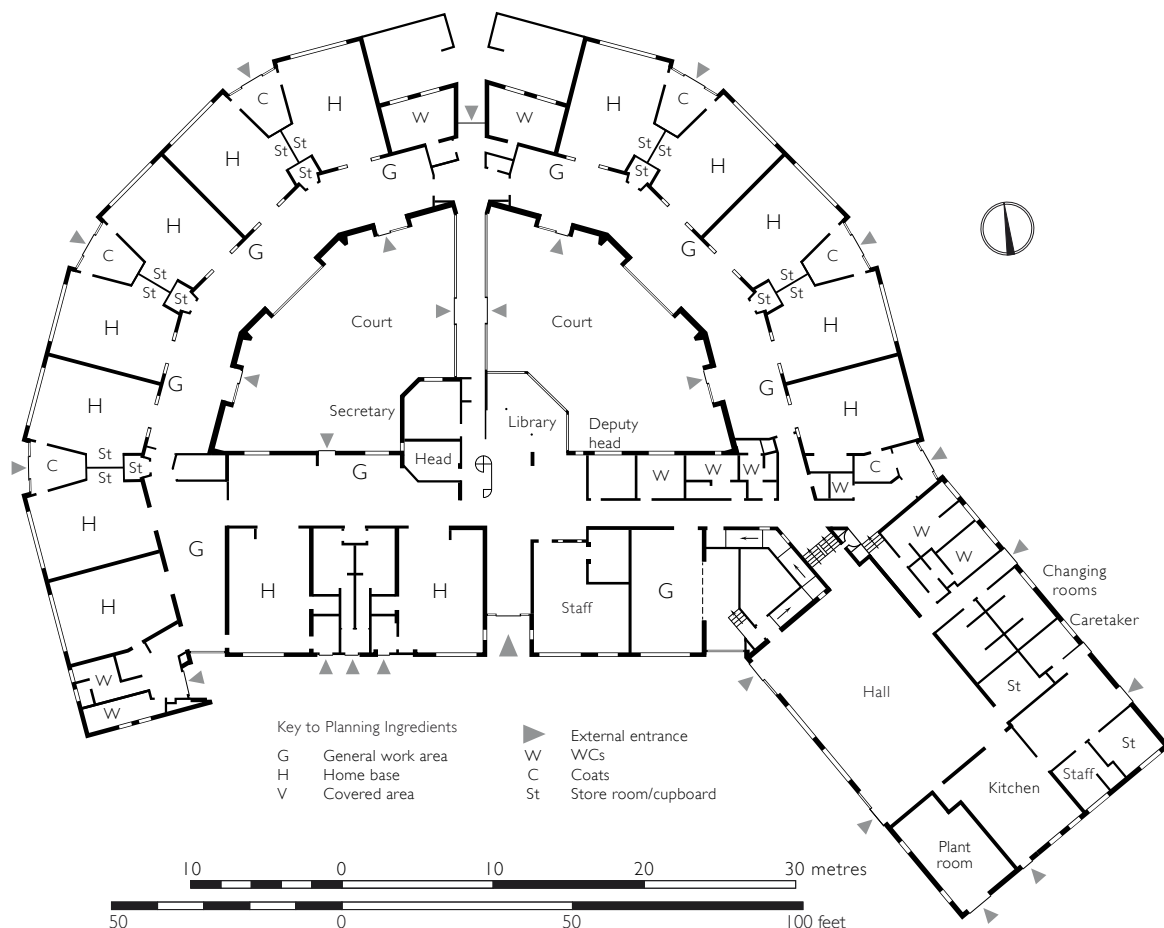 C
H
H
C
W
W
St
St
St
St
H
H
St
St
G
G
H
H
G
G
C
C
St
St
St
St
St
St
Court
Court
H
H
G
G
H
H
Secretary
Library
Deputy
head
St
C
St
St
Head
G
W
W
W
C
W
H
W
W
G
H
H
H
Staff
G
Changing
rooms
Caretaker
W
W
Hall
St
St
Staff
Kitchen
Plant
room
Key to Planning Ingredients
G General work area
H Home base
V Covered area
External entrance
W WCs
C Coats
St Store room/cupboard
10 0 10 20 30 metres
50 0 50 100 feet